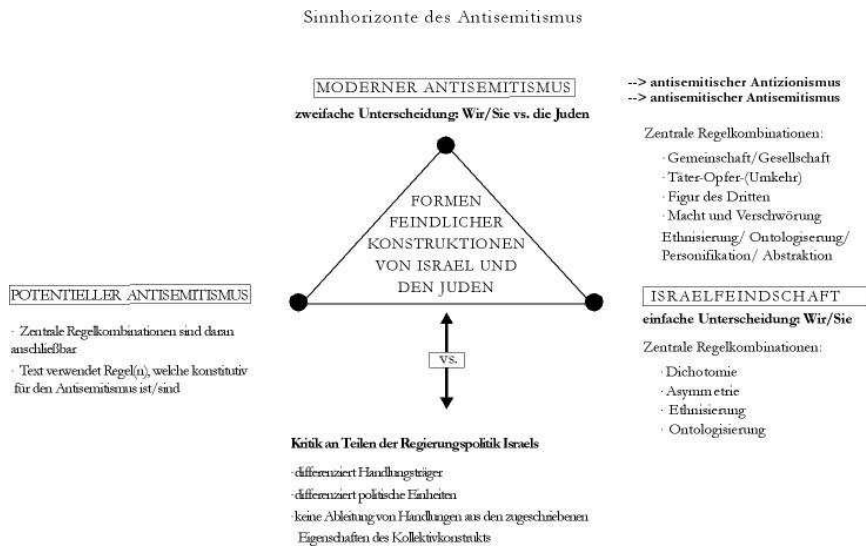 Sinnhorizonte des Antisemitismus
MODERNER ANTISEMITISMUS
zweifache Unterscheidung: Wir/Sie vs. die Juden
--> antisemitischer Antizionismus
--> antisemitischer Antisemitismus
Zentrale Regelkombinationen:
· Gemeinschaft/Gesellschaft
· Täter-Opfer-(Umkehr)
· Figur des Dritten
· Macht und Verschwörung
Ethnisierung/ Ontologiserung/
Personifikation/ Abstraktion
FORMEN
FEINDLICHER
KONSTRUKTIONEN
VON ISRAEL UND
DEN JUDEN
POTENTIELLER ANTISEMITISMUS
· Zentrale Regelkombinationen sind daran
anschließbar
· Text verwendet Regel(n), welche konstitutiv
für den Antisemitismus ist/sind
ISRAELFEINDSCHAFT
einfache Unterscheidung: Wir/Sie
Zentrale Regelkombinationen:
· Dichotomie
· Asymmetrie
· Ethnisierung
· Ontologisierung
vs.
Kritik an Teilen der Regierungspolitik Israels
·differenziert Handlungsträger
·differenziert politische Einheiten
·keine Ableitung von Handlungen aus den zugeschriebenen
Eigenschaften des Kollektivkonstrukts